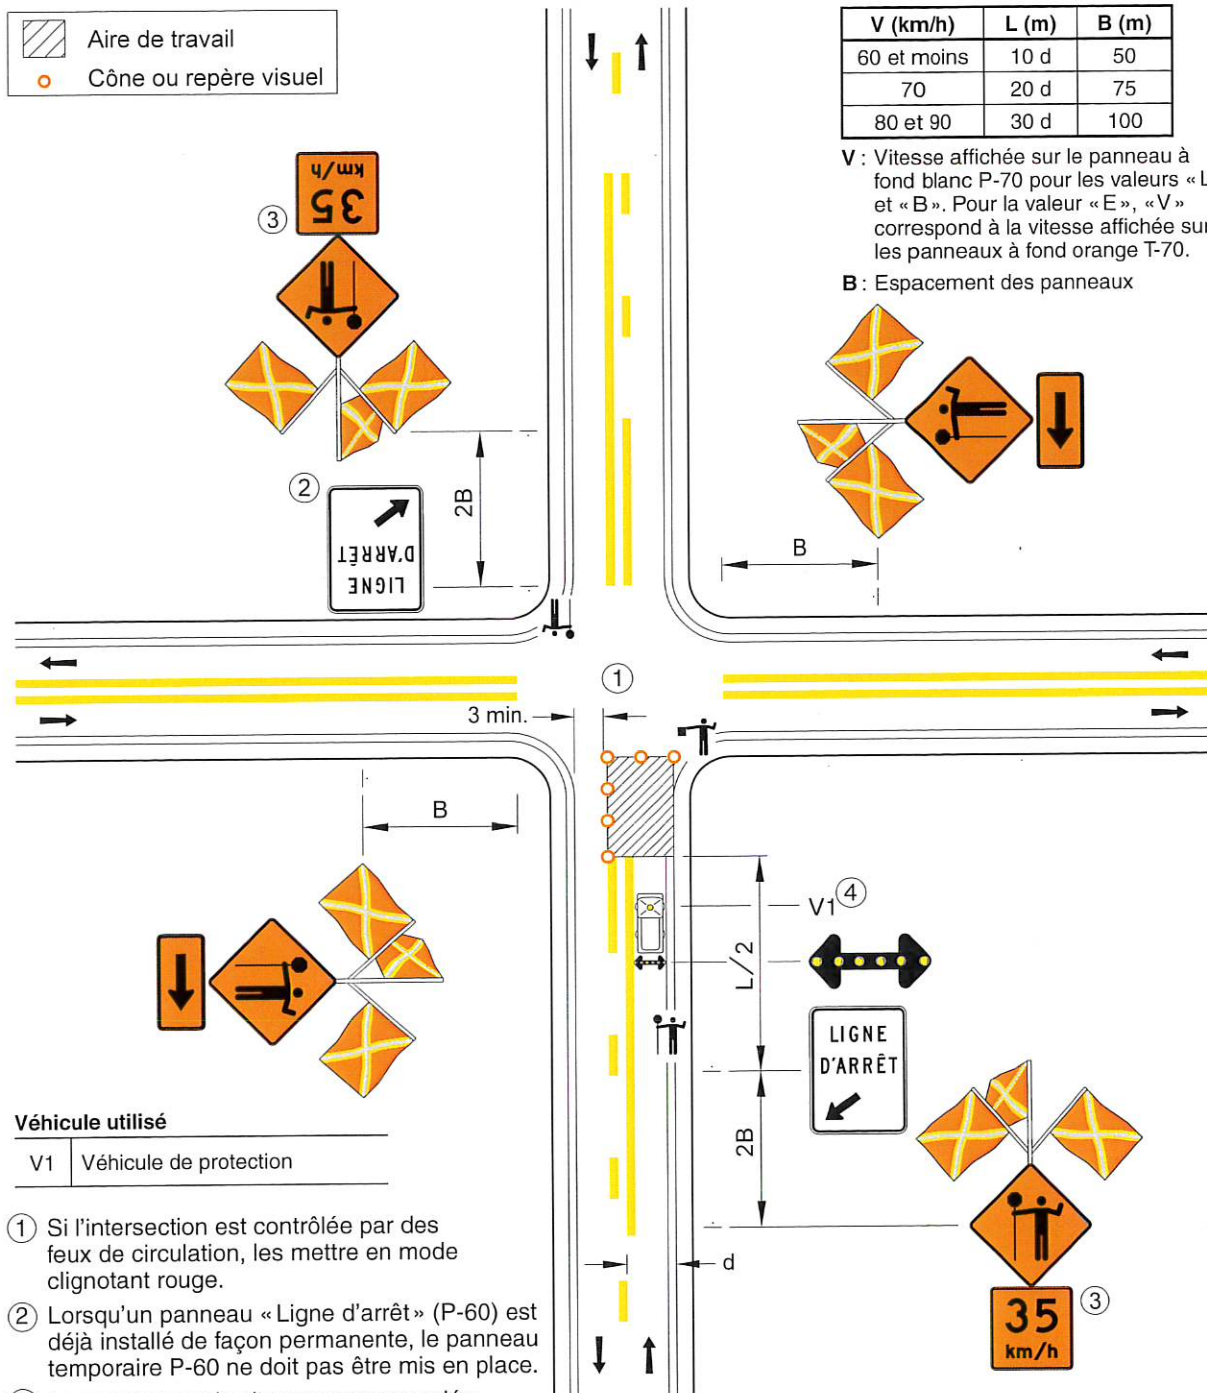 Aire de travail
Cône ou repère visuel
V (km/h) L (m) B (m)
60 et moins 10 d 50
70 20 d 75
80 et 90 30 d 100
V : Vitesse affichée sur le panneau à
fond blanc P-70 pour les valeurs « L
et « B ». Pour la valeur « E », « V »
correspond à la vitesse affichée sur
les panneaux à fond orange T-70.
B : Espacement des panneaux
35
km/h
3
2
LIGNE
D'ARRÊT
2B
B
1
3 min.
B
V1 4
L/2
LIGNE
D'ARRÊT
2B
d
35
km/h
3
Véhicule utilisé
V1 Véhicule de protection
1 Si l'intersection est contrôlée par des
feux de circulation, les mettre en mode
clignotant rouge.
2 Lorsqu'un panneau « Ligne d'arrêt » (P-60) est
déjà installé de façon permanente, le panneau
temporaire P-60 ne doit pas être mis en place.